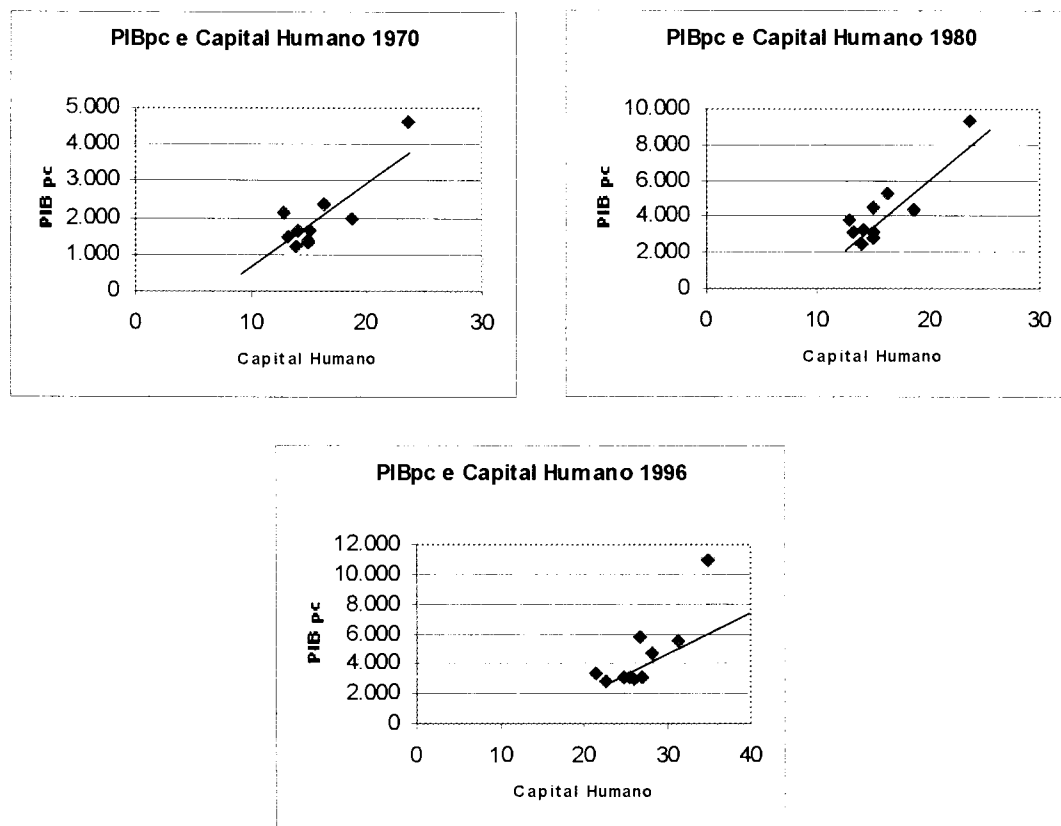 PIBpc e Capital Humano 1970
5.000
4.000
3.000
2.000
1.000
0
PIB pc
0 10 20 30
Capital Humano
PIBpc e Capital Humano 1980
10.000
8.000
6.000
4.000
2.000
0
PIB pc
0 10 20 30
Capital Humano
PIBpc e Capital Humano 1996
12.000
10.000
8.000
6.000
4.000
2.000
0
PIB pc
0 10 20 30 40
Capital Humano